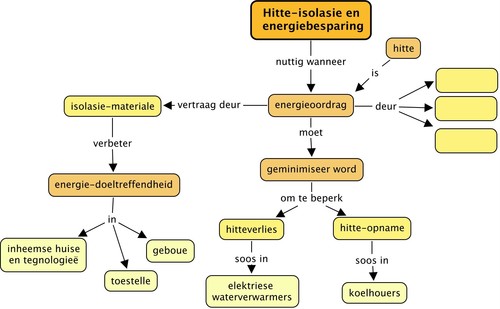 Hitte-isolasie en
energiebesparing
nuttig wanneer
hitte
is
isolasie-materiale
vertraag deur
energieoordrag
deur
verbeter
moet
energie-doeltreffendheid
geminimiseer word
in
om te beperk
inheemse huise
en tegnologieë
geboue
toestelle
hitteverlies
hitte-opname
soos in
soos in
elektriese
waterverwarmers
koelhouers